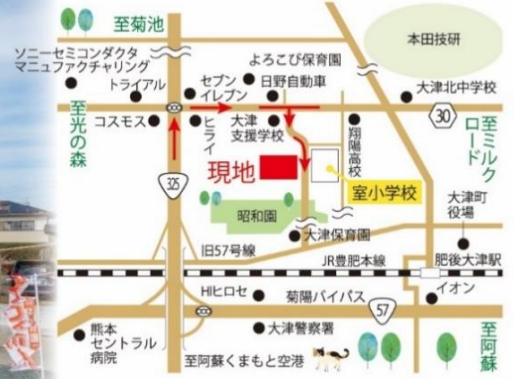 至菊池
本田技研
ソニーセミコンダクタ
マニュファクチャリング
よろこび保育園
トライアル
セブン
イレブン
日野自動車
大津北中学校
至光の森
コスモス
ヒライ
大津
支援学校
翔陽高校
30
至ミルク
ロード
325
現地
室小学校
昭和園
大津町
役場
大津保育園
旧57号線
JR豊肥本線
肥後大津駅
HIヒロセ
菊陽バイパス
57
イオン
熊本
セントラル
病院
大津警察署
至阿蘇くまもと空港
至阿蘇